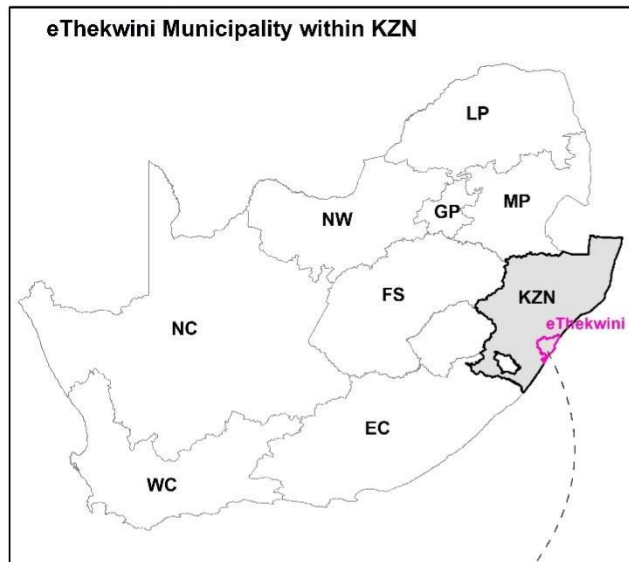 eThekwini Municipality within KZN
LP
MP
GP
NW
KZN
FS
eThekwini
NC
EC
WC